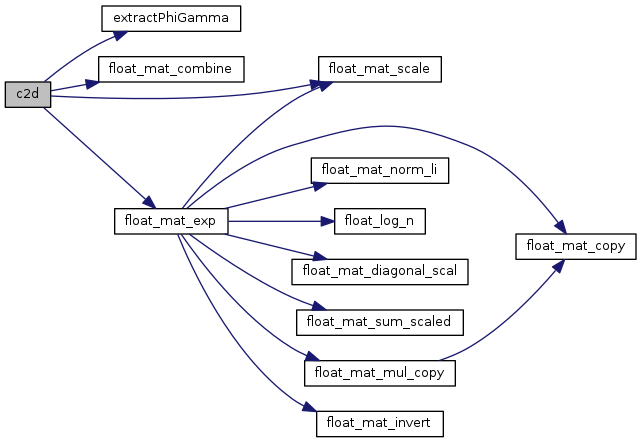 extractPhiGamma
float_mat_combine
float_mat_scale
c2d
float_mat_norm_li
float_mat_exp
float_log_n
float_mat_copy
float_mat_diagonal_scal
float_mat_sum_scaled
float_mat_mul_copy
float_mat_invert